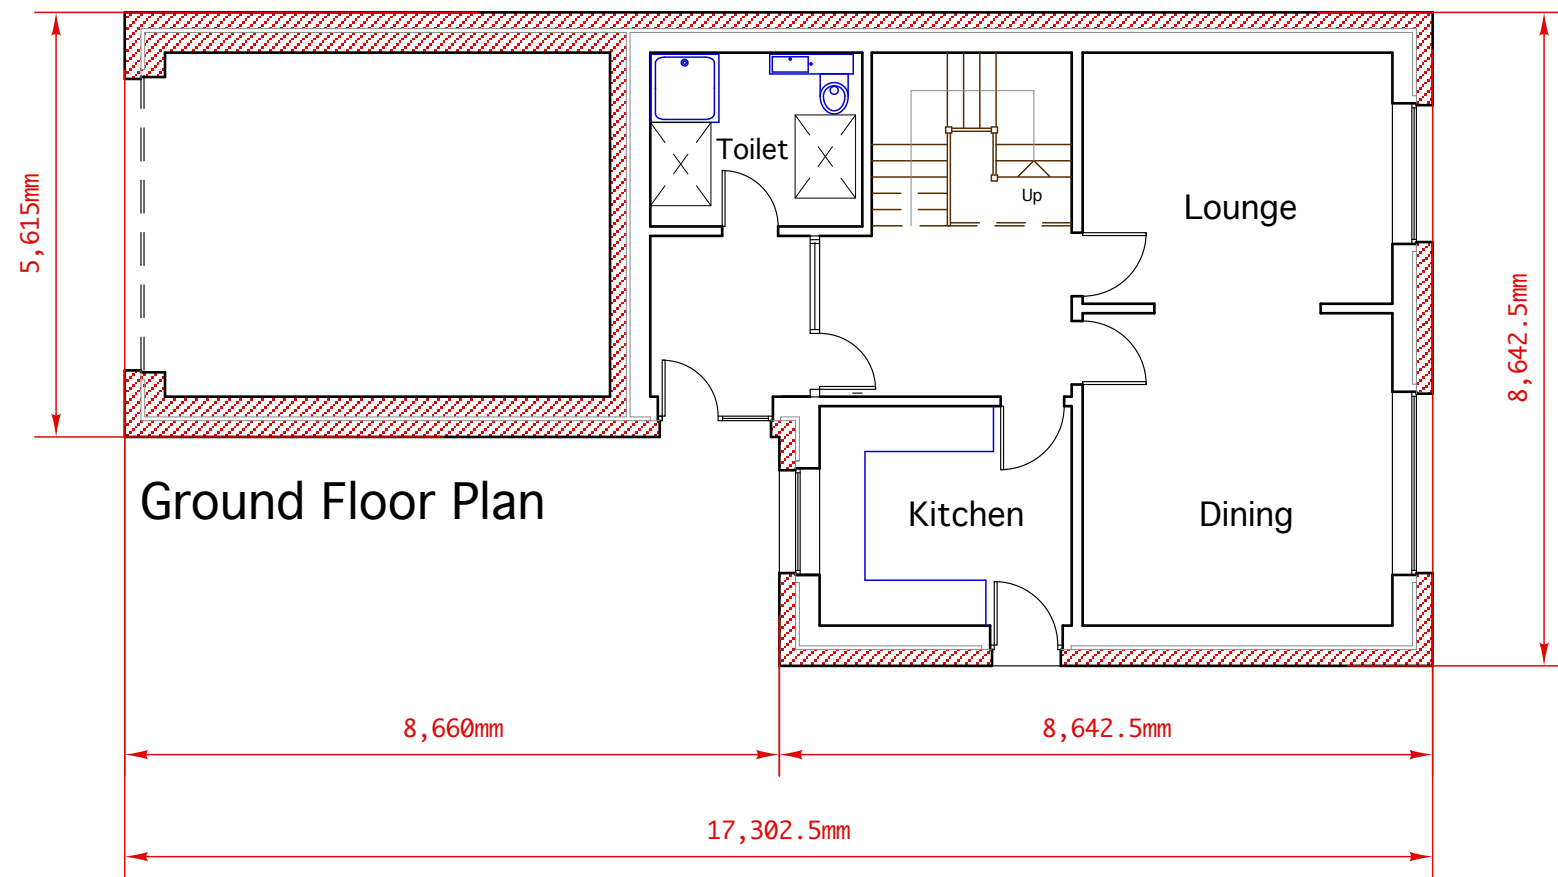 Toilet
Up
Lounge
5,615mm
8,642.5mm
Ground Floor Plan
Kitchen
Dining
8,660mm
8,642.5mm
17,302.5mm